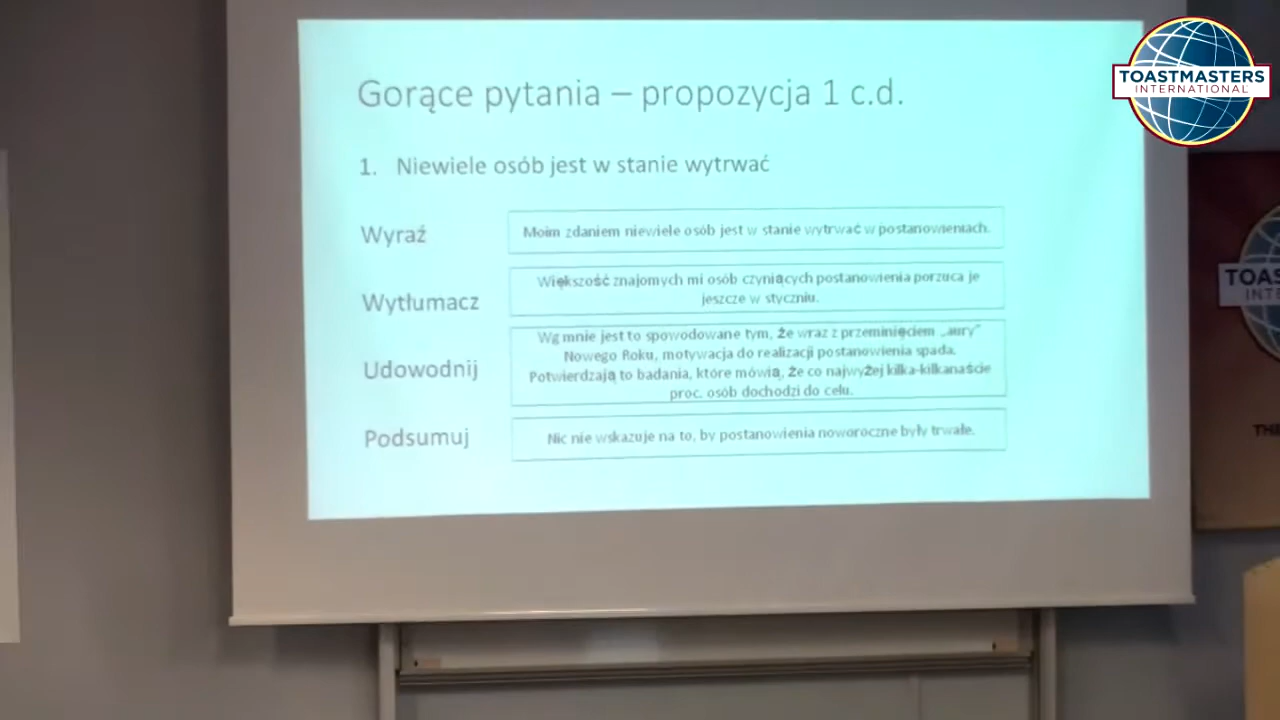 Gorące pytania – propozycja 1 c.d.
1. Niewiele osób jest w stanie wytrwać
Wyraź
Moim zdaniem niewiele osób jest w stanie wytrwać w postanowieniach.
Wytłumacz
Większość znajomych mi osób czyniących postanowienia porzuca je
jeszcze w styczniu.
Udowodnij
Wg mnie jest to spowodowane tym, że wraz z przeminięciem „aury”
Nowego Roku, motywacja do realizacji postanowienia spada.
Potwierdzają to badania, które mówią, że co najwyżej kilka-kilkanaście
proc. osób dochodzi do celu.
Podsumuj
Nic nie wskazuje na to, by postanowienia noworoczne były trwałe.
TOASTMASTERS
INTERNATIONAL
TOAS
INTE
THE